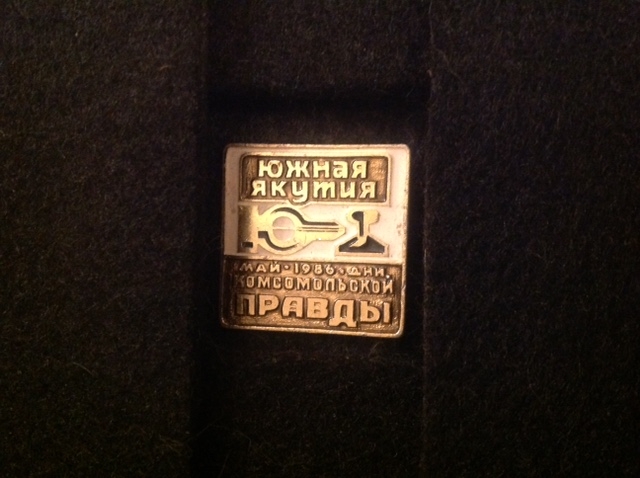 южная
якутия
Ю Я
МАЙ • 1986 • ДНИ
КОМСОМОЛЬСКОЙ
ПРАВДЫ